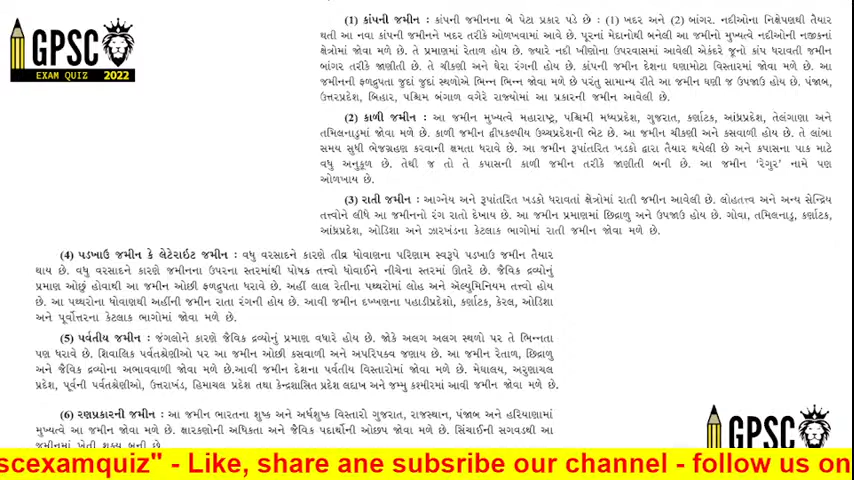 GPSC
EXAM QUIZ 2022
(1) કાંપની જમીન : કાંપની જમીનના બે પેટા પ્રકાર પડે છે : (1) ખદર અને (2) બાંગર. નદીઓના નિક્ષેપણથી તૈયાર
થતી આ નવા કાંપની જમીનને ખદર તરીકે ઓળખવામાં આવે છે. પૂરનાં મેદાનોથી બનેલી આ જમીનો મુખ્યત્વે નદીઓની નજીકનાં
ક્ષેત્રોમાં જોવા મળે છે. તે પ્રમાણમાં રેતાળ હોય છે. જ્યારે નદી ખીણોના ઉપરવાસમાં આવેલી એકંદરે જૂનો કાંપ ધરાવતી જમીન
બાંગર તરીકે જાણીતી છે. તે ચીકણી અને ઘેરા રંગની હોય છે. કાંપની જમીન દેશના ઘણામોટા વિસ્તારમાં જોવા મળે છે. આ
જમીનની ફળદ્રુપતા જુદાં જુદાં સ્થળોએ ભિન્ન ભિન્ન જોવા મળે છે પરંતુ સામાન્ય રીતે આ જમીન ઘણી જ ઉપજાઉ હોય છે. પંજાબ,
ઉત્તરપ્રદેશ, બિહાર, પશ્ચિમ બંગાળ વગેરે રાજ્યોમાં આ પ્રકારની જમીન આવેલી છે.
(2) કાળી જમીન : આ જમીન મુખ્યત્વે મહારાષ્ટ્ર, પશ્ચિમી મધ્યપ્રદેશ, ગુજરાત, કર્ણાટક, આંધ્રપ્રદેશ, તેલંગાણા અને
તમિલનાડુમાં જોવા મળે છે. કાળી જમીન દ્વીપકલ્પીય ઉચ્ચપ્રદેશની ભેટ છે. આ જમીન ચીકણી અને કસવાળી હોય છે. તે લાંબા
સમય સુધી ભેજગ્રહણ કરવાની ક્ષમતા ધરાવે છે. આ જમીન રૂપાંતરિત ખડકો દ્વારા તૈયાર થયેલી છે અને કપાસના પાક માટે
વધુ અનુકૂળ છે. તેથી જ તો તે કપાસની કાળી જમીન તરીકે જાણીતી બની છે. આ જમીન ‘રેગુર’ નામે પણ
ઓળખાય છે.
(3) રાતી જમીન : આગ્નેય અને રૂપાંતરિત ખડકો ધરાવતાં ક્ષેત્રોમાં રાતી જમીન આવેલી છે. લોહતત્ત્વ અને અન્ય સેન્દ્રિય
તત્ત્વોને લીધે આ જમીનનો રંગ રાતો દેખાય છે. આ જમીન પ્રમાણમાં છિદ્રાળુ અને ઉપજાઉ હોય છે. ગોવા, તમિલનાડુ, કર્ણાટક,
આંધ્રપ્રદેશ, ઓડિશા અને ઝારખંડના કેટલાક ભાગોમાં રાતી જમીન જોવા મળે છે.
(4) પડખાઉ જમીન કે લેટેરાઇટ જમીન : વધુ વરસાદને કારણે તીવ્ર ધોવાણના પરિણામ સ્વરૂપે પડખાઉ જમીન તૈયાર
થાય છે. વધુ વરસાદને કારણે જમીનના ઉપરના સ્તરમાંથી પોષક તત્ત્વો ધોવાઈને નીચેના સ્તરમાં ઊતરે છે. જૈવિક દ્રવ્યોનું
પ્રમાણ ઓછું હોવાથી આ જમીન ઓછી ફળદ્રુપતા ધરાવે છે. અહીં લાલ રેતીના પથ્થરોમાં લોહ અને એલ્યુમિનિયમ તત્ત્વો હોય
છે. આ પથ્થરોના ધોવાણથી અહીંની જમીન રાતા રંગની હોય છે. આવી જમીન દખ્ખણના પહાડીપ્રદેશો, કર્ણાટક, કેરલ, ઓડિશા
અને પૂર્વોત્તરના કેટલાક ભાગોમાં જોવા મળે છે.
(5) પર્વતીય જમીન : જંગલોને કારણે જૈવિક દ્રવ્યોનું પ્રમાણ વધારે હોય છે. જોકે અલગ અલગ સ્થળો પર તે ભિન્નતા
પણ ધરાવે છે. શિવાલિક પર્વતશ્રેણીઓ પર આ જમીન ઓછી કસવાળી અને અપરિપક્વ જણાય છે. આ જમીન રેતાળ, છિદ્રાળુ
અને જૈવિક દ્રવ્યોના અભાવવાળી જોવા મળે છે.આવી જમીન દેશના પર્વતીય વિસ્તારોમાં જોવા મળે છે. મેઘાલય, અરુણાચલ
પ્રદેશ, પૂર્વની પર્વતશ્રેણીઓ, ઉત્તરાખંડ, હિમાચલ પ્રદેશ તથા કેન્દ્રશાસિત પ્રદેશ લદાખ અને જમ્મુ કશ્મીરમાં આવી જમીન જોવા મળે છે.
(6) રણપ્રકારની જમીન : આ જમીન ભારતના શુષ્ક અને અર્ધશુષ્ક વિસ્તારો ગુજરાત, રાજસ્થાન, પંજાબ અને હરિયાણામાં
મુખ્યત્વે આ જમીન જોવા મળે છે. ક્ષારકણોની અધિકતા અને જૈવિક પદાર્થોની ઓછપ જોવા મળે છે. સિંચાઈની સગવડથી આ
જમીનમાં ખેતી શક્ય બની છે.
GPSC
scexamquiz" - Like, share ane subsribe our channel - follow us on